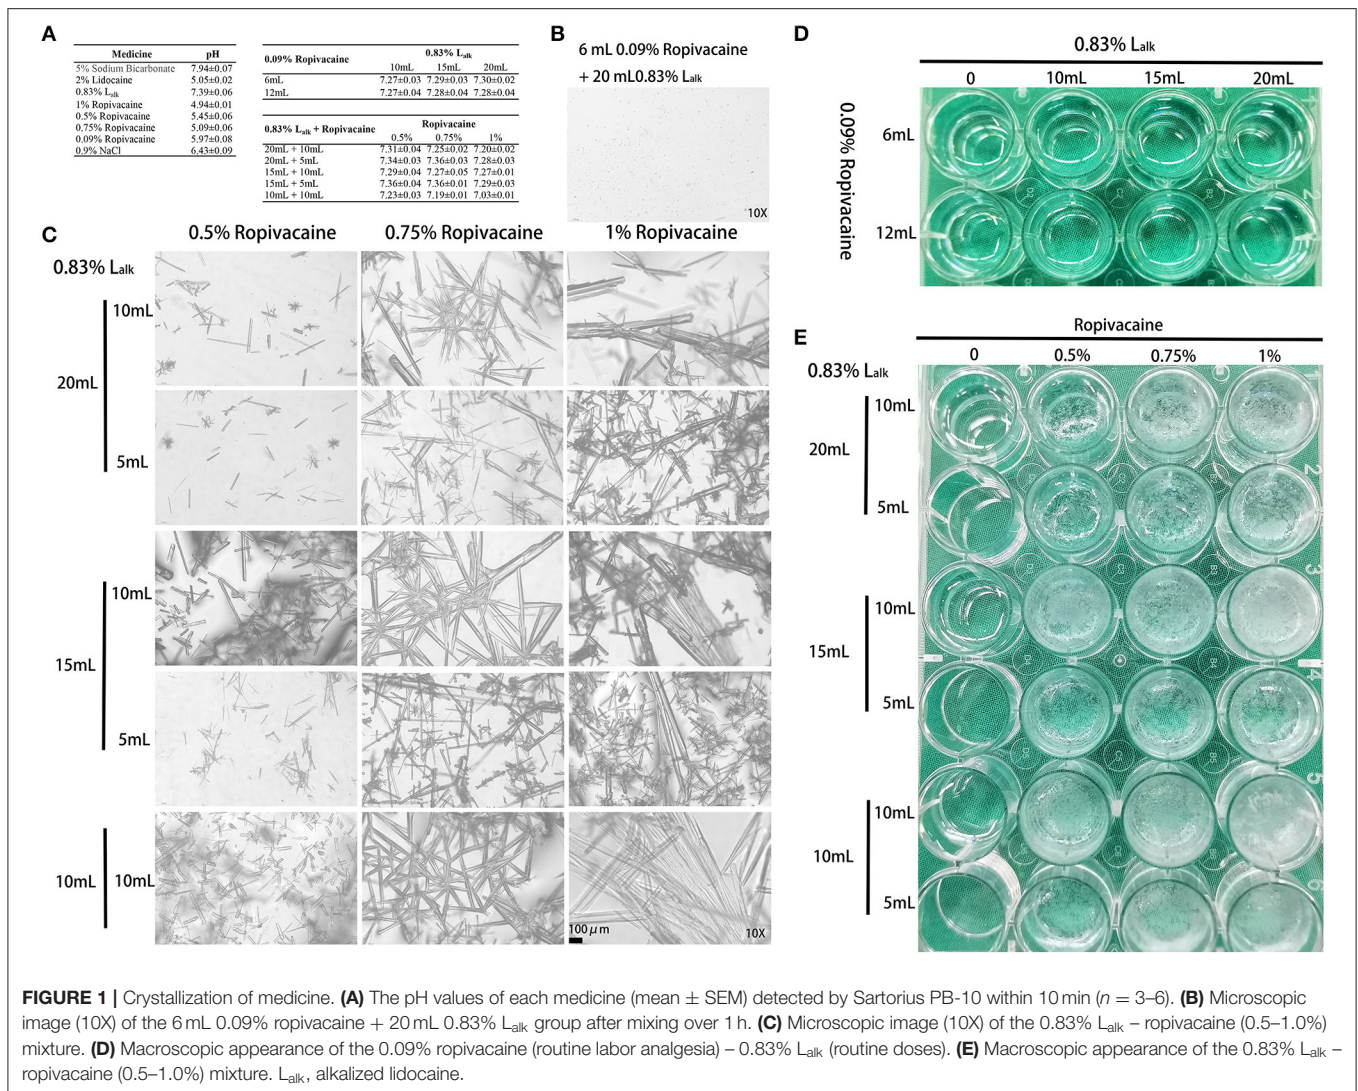 A
Medicine pH
5% Sodium Bicarbonate 7.94±0.07
2% Lidocaine 5.05±0.02
0.83% Lalk 7.39±0.06
1% Ropivacaine 4.94±0.01
0.5% Ropivacaine 5.45±0.06
0.75% Ropivacaine 5.09±0.06
0.09% Ropivacaine 5.97±0.08
0.9% NaCl 6.43±0.09
0.09% Ropivacaine 0.83% Lalk
10mL 15mL 20mL
6mL 7.27±0.03 7.29±0.03 7.30±0.02
12mL 7.27±0.04 7.28±0.04 7.28±0.04
0.83% Lalk + Ropivacaine Ropivacaine
0.5% 0.75% 1%
20mL + 10mL 7.31±0.04 7.25±0.02 7.20±0.02
20mL + 5mL 7.34±0.03 7.36±0.03 7.28±0.03
15mL + 10mL 7.29±0.04 7.27±0.05 7.27±0.01
15mL + 5mL 7.36±0.04 7.36±0.01 7.29±0.03
10mL + 10mL 7.23±0.03 7.19±0.01 7.03±0.01
B
6 mL 0.09% Ropivacaine
+ 20 mL0.83% Lalk
10X
C
0.5% Ropivacaine 0.75% Ropivacaine 1% Ropivacaine
0.83% Lalk
10mL
20mL
5mL
10mL
15mL
5mL
10mL 10mL
100 μm 10X
D
0.83% Lalk
0 10mL 15mL 20mL
0.09% Ropivacaine
6mL
12mL
E
Ropivacaine
0 0.5% 0.75% 1%
0.83% Lalk
10mL
20mL
5mL
10mL
15mL
5mL
10mL
10mL
5mL
FIGURE 1 | Crystallization of medicine. (A) The pH values of each medicine (mean ± SEM) detected by Sartorius PB-10 within 10 min (n = 3–6). (B) Microscopic
image (10X) of the 6 mL 0.09% ropivacaine + 20 mL 0.83% Lalk group after mixing over 1 h. (C) Microscopic image (10X) of the 0.83% Lalk – ropivacaine (0.5–1.0%)
mixture. (D) Macroscopic appearance of the 0.09% ropivacaine (routine labor analgesia) – 0.83% Lalk (routine doses). (E) Macroscopic appearance of the 0.83% Lalk –
ropivacaine (0.5–1.0%) mixture. Lalk, alkalized lidocaine.